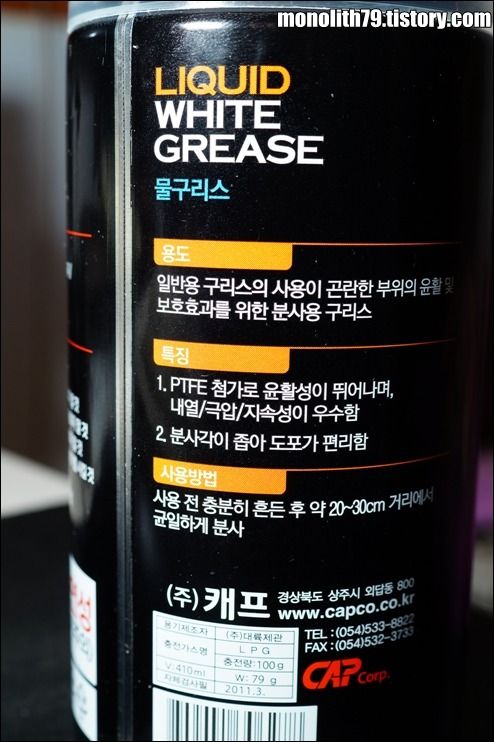 monolith79.tistory.com
LIQUID
WHITE
GREASE
물구리스
용도
일반용 구리스의 사용이 곤란한 부위의 윤활 및
보호효과를 위한 분사용 구리스
특징
1. PTFE 첨가로 윤활성이 뛰어나며,
내열/극압/지속성이 우수함
2. 분사각이 좁아 도포가 편리함
사용방법
사용 전 충분히 흔든 후 약 20~30cm 거리에서
균일하게 분사
(주) 캐프 경상북도 상주시 외답동 800
www.capco.co.kr
TEL : (054)533-8822
FAX : (054)532-3733
용기제조자 (주)대륙제관
충전가스명 L P G
V: 410ml 충전량: 100g
W: 79 g
자체검사필 2011.3.
CAP Corp.